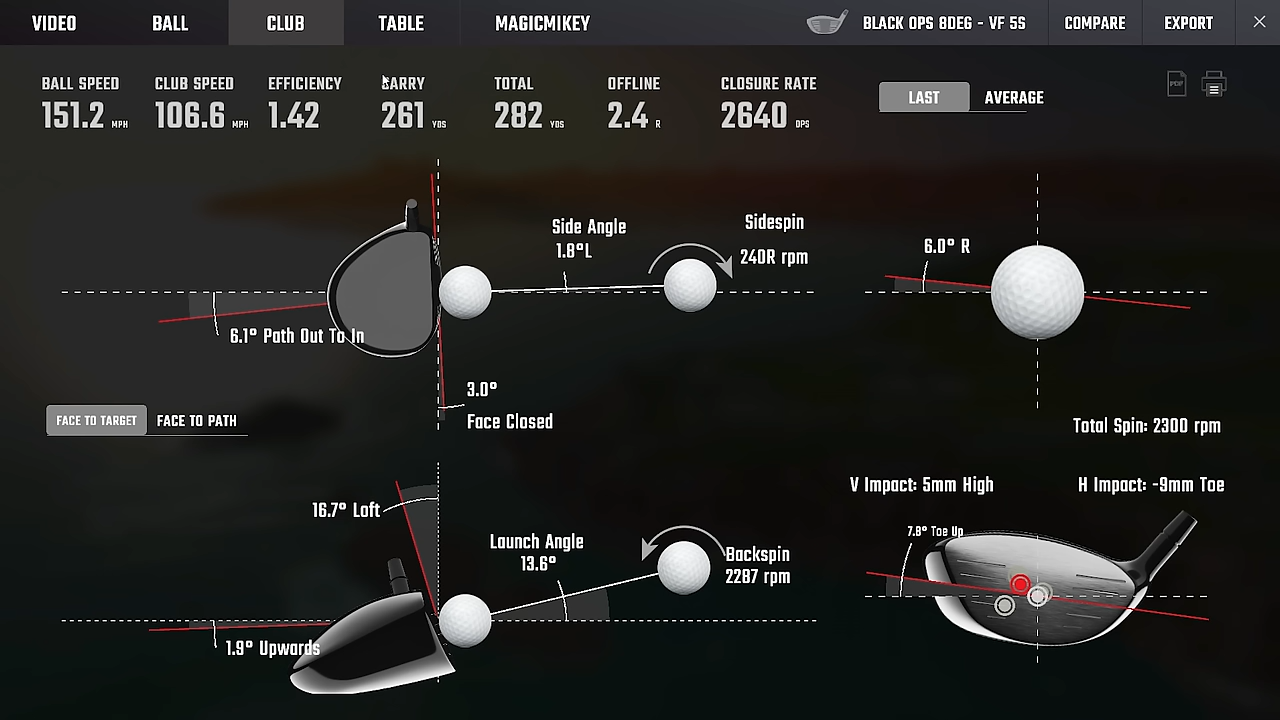 VIDEO BALL CLUB TABLE MAGICMIKEY BLACK OPS 8DEG - VF 5S COMPARE EXPORT
BALL SPEED CLUB SPEED EFFICIENCY CARRY TOTAL OFFLINE CLOSURE RATE
151.2 MPH 106.6 MPH 1.42 261 YDS 282 YDS 2.4 R 2640 DPS
LAST AVERAGE
PDF
Side Angle
1.8°L
Sidespin
240R rpm
6.0° R
6.1° Path Out To In
3.0°
Face Closed
FACE TO TARGET FACE TO PATH
Total Spin: 2300 rpm
16.7° Loft
Launch Angle
13.6°
Backspin
2287 rpm
1.9° Upwards
V Impact: 5mm High H Impact: -9mm Toe
7.8° Toe Up